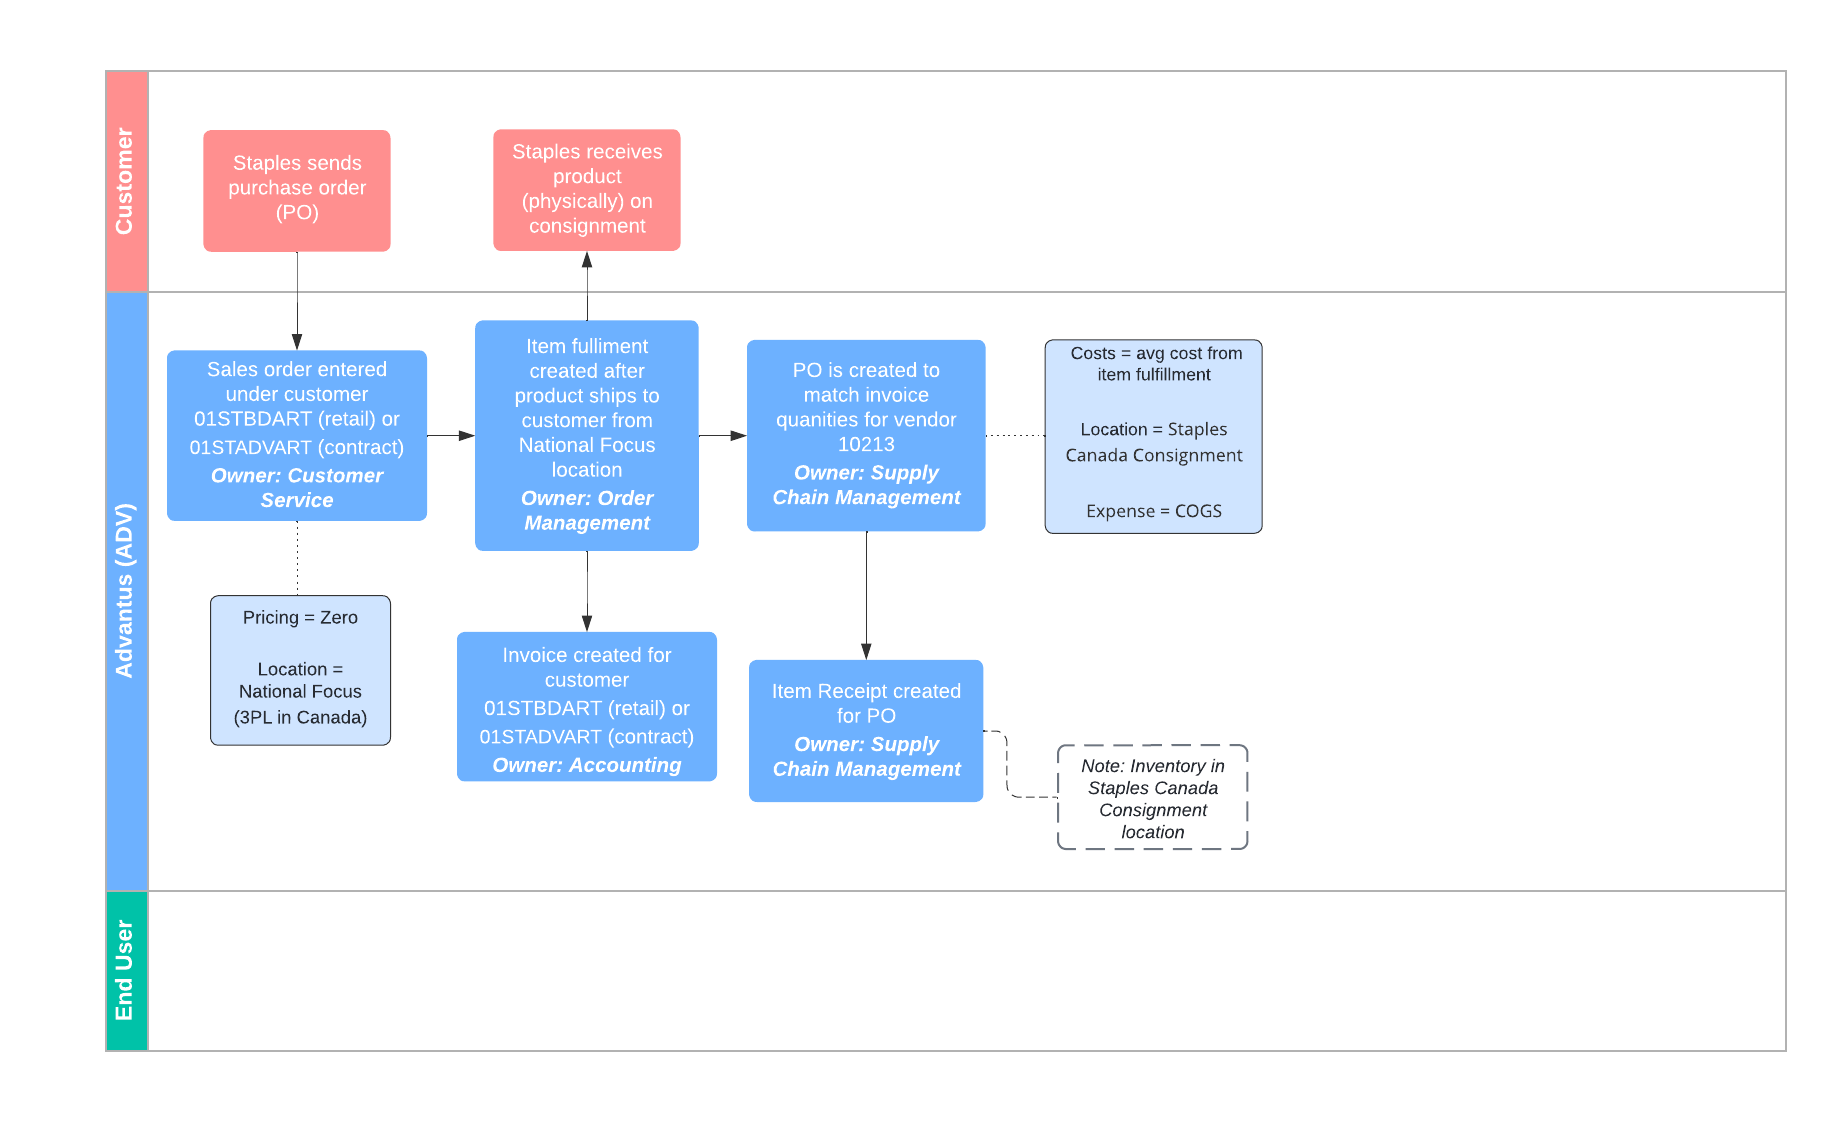 Customer
Staples sends
purchase order
(PO)
Staples receives
product
(physically) on
consignment
Advantus (ADV)
Sales order entered
under customer
01STBDART (retail) or
01STADVART (contract)
Owner: Customer
Service
Item fulliment
created after
product ships to
customer from
National Focus
location
Owner: Order
Management
PO is created to
match invoice
quanities for vendor
10213
Owner: Supply
Chain Management
Costs = avg cost from
item fulfillment
Location = Staples
Canada Consignment
Expense = COGS
Pricing = Zero
Location =
National Focus
(3PL in Canada)
Invoice created for
customer
01STBDART (retail) or
01STADVART (contract)
Owner: Accounting
Item Receipt created
for PO
Owner: Supply
Chain Management
Note: Inventory in
Staples Canada
Consignment
location
End User